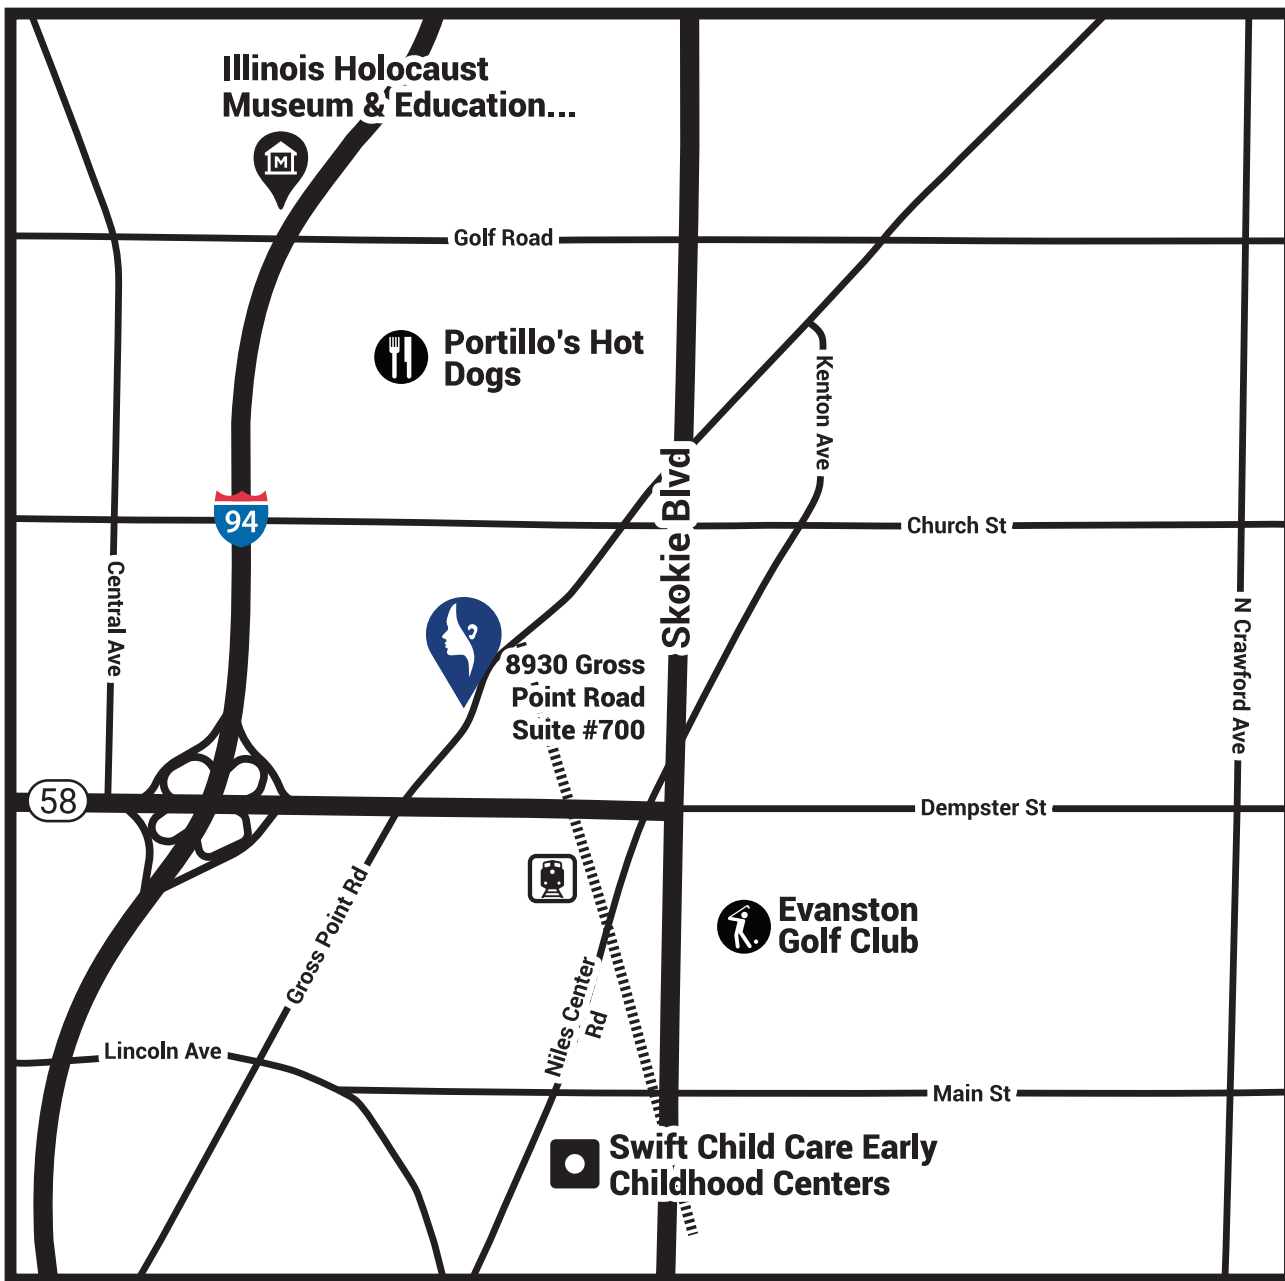 Illinois Holocaust
Museum & Education...
M
Golf Road
Portillo's Hot
Dogs
Kenton Ave
Skokie Blvd
94
Church St
Central Ave
N Crawford Ave
8930 Gross
Point Road
Suite #700
58
Dempster St
Gross Point Rd
Evanston
Golf Club
Niles Center
Rd
Lincoln Ave
Main St
Swift Child Care Early
Childhood Centers